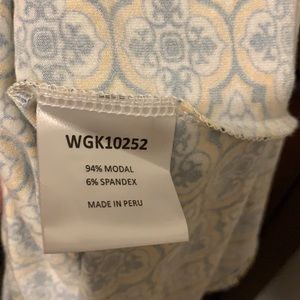 WGK10252
94% MODAL
6% SPANDEX
MADE IN PERU